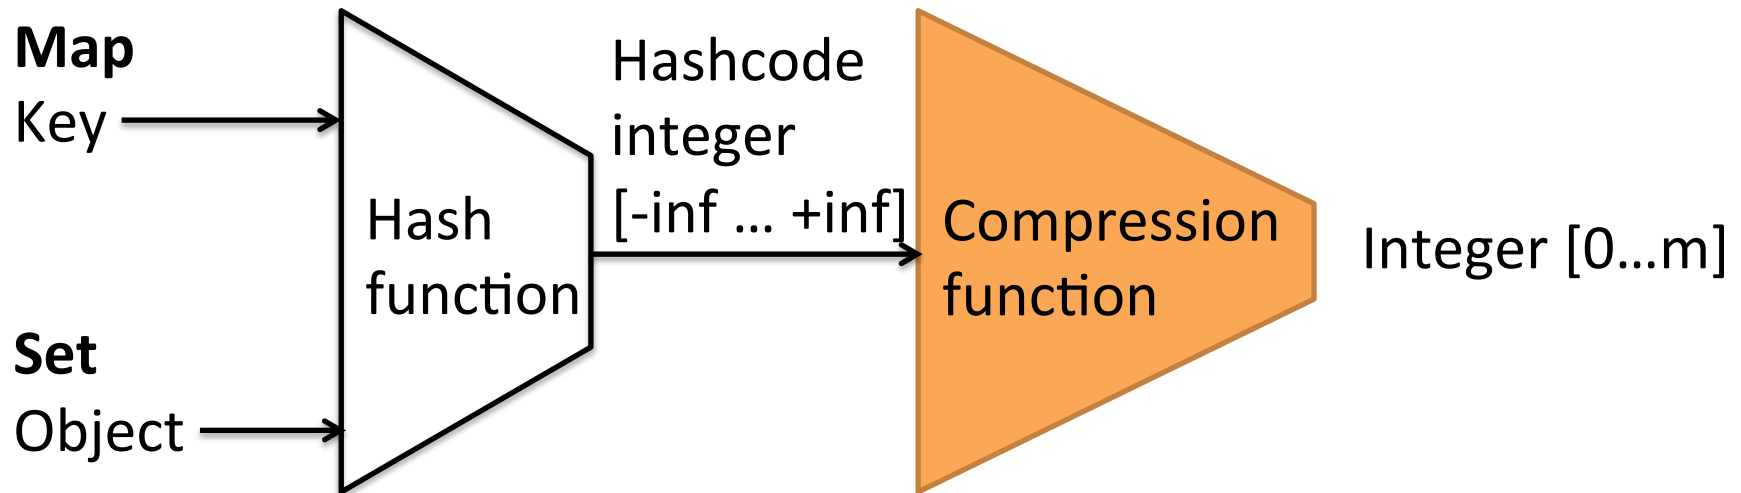 Map
Key
Set
Object
Hash
function
Hashcode
integer
[-inf … +inf]
Compression
function
Integer [0…m]